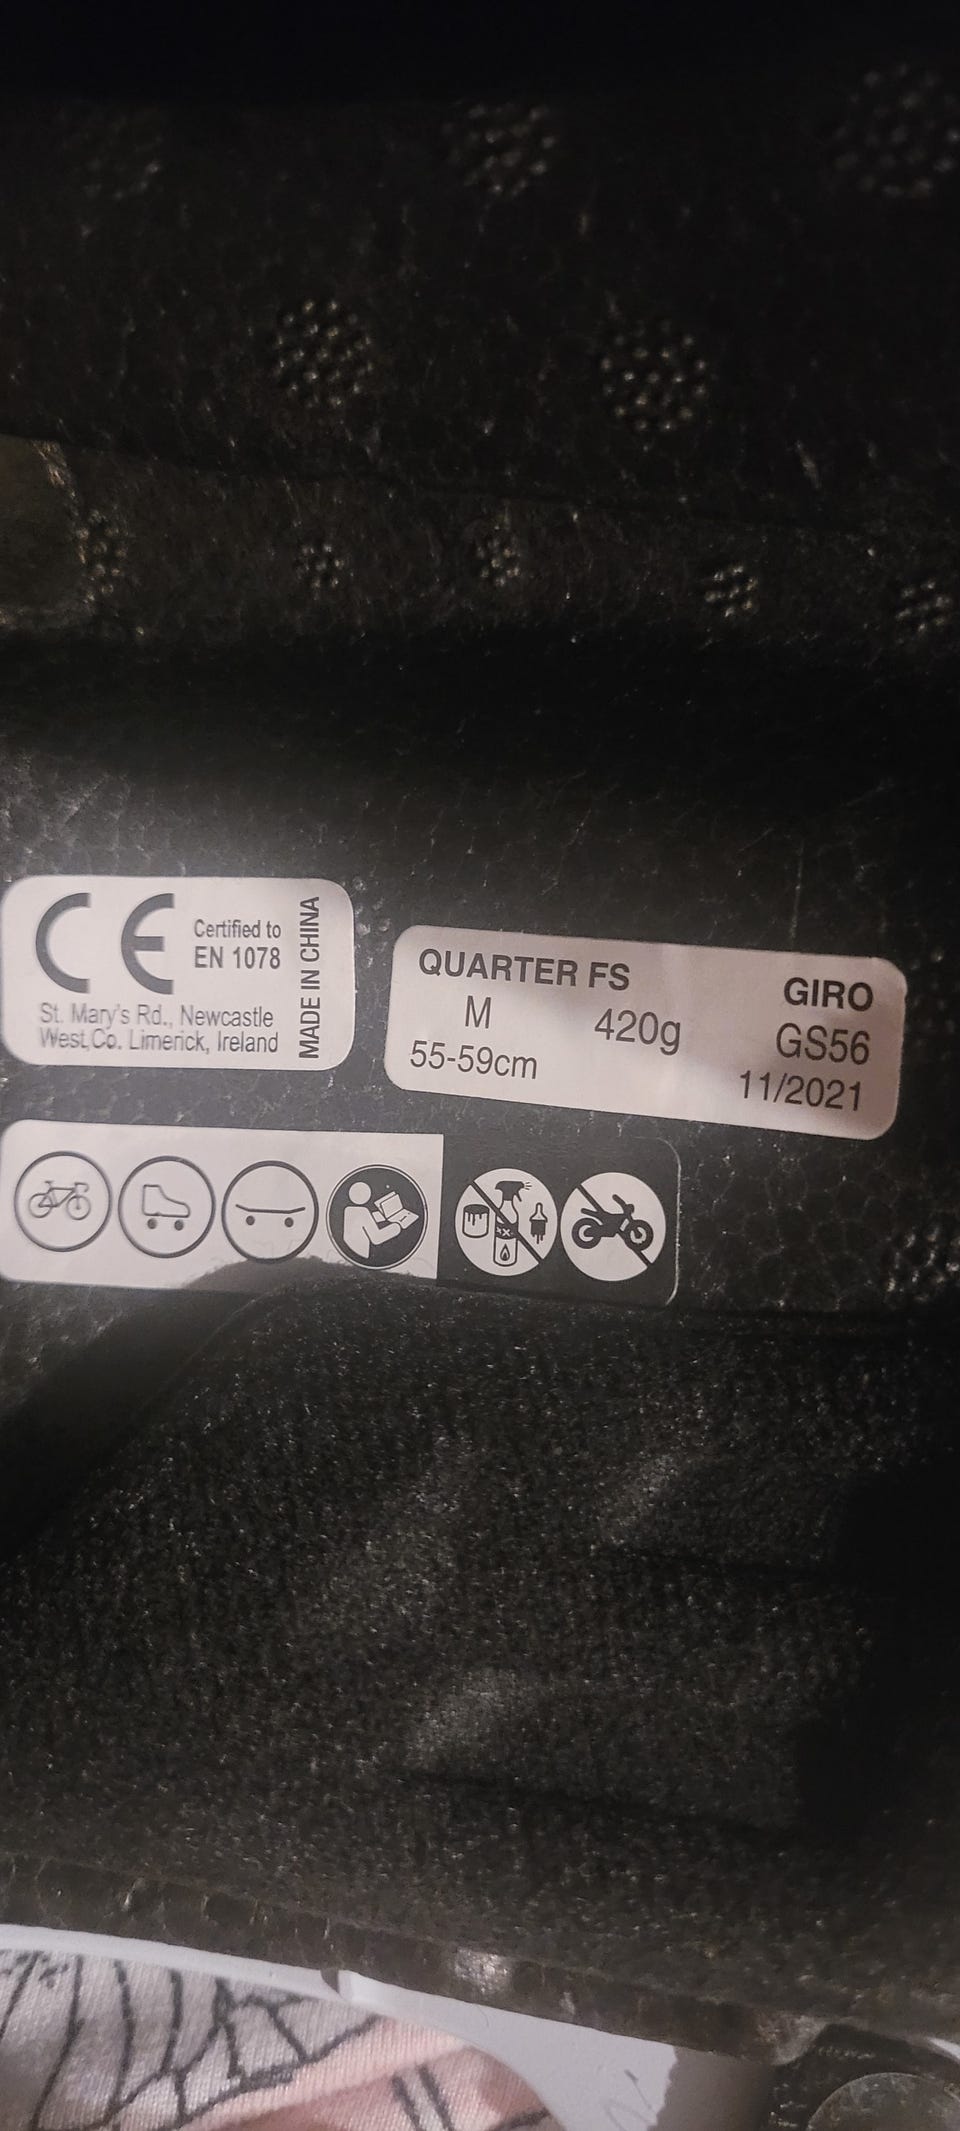 CE
Certified to
EN 1078
St. Mary's Rd., Newcastle
West,Co. Limerick, Ireland
MADE IN CHINA
QUARTER FS
M
420g
55-59cm
GIRO
GS56
11/2021